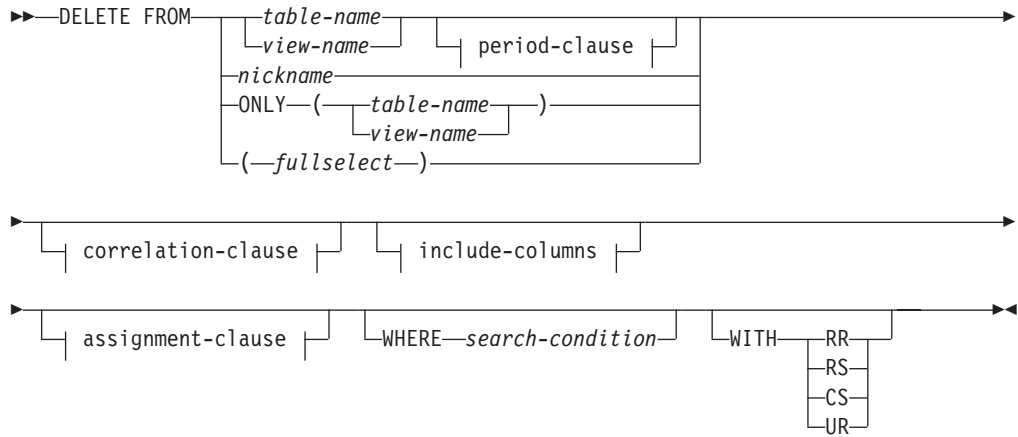 DELETE FROM table-name
view-name period-clause
nickname
ONLY ( table-name )
view-name
( fullselect )
correlation-clause include-columns
assignment-clause WHERE search-condition WITH RR
RS
CS
UR